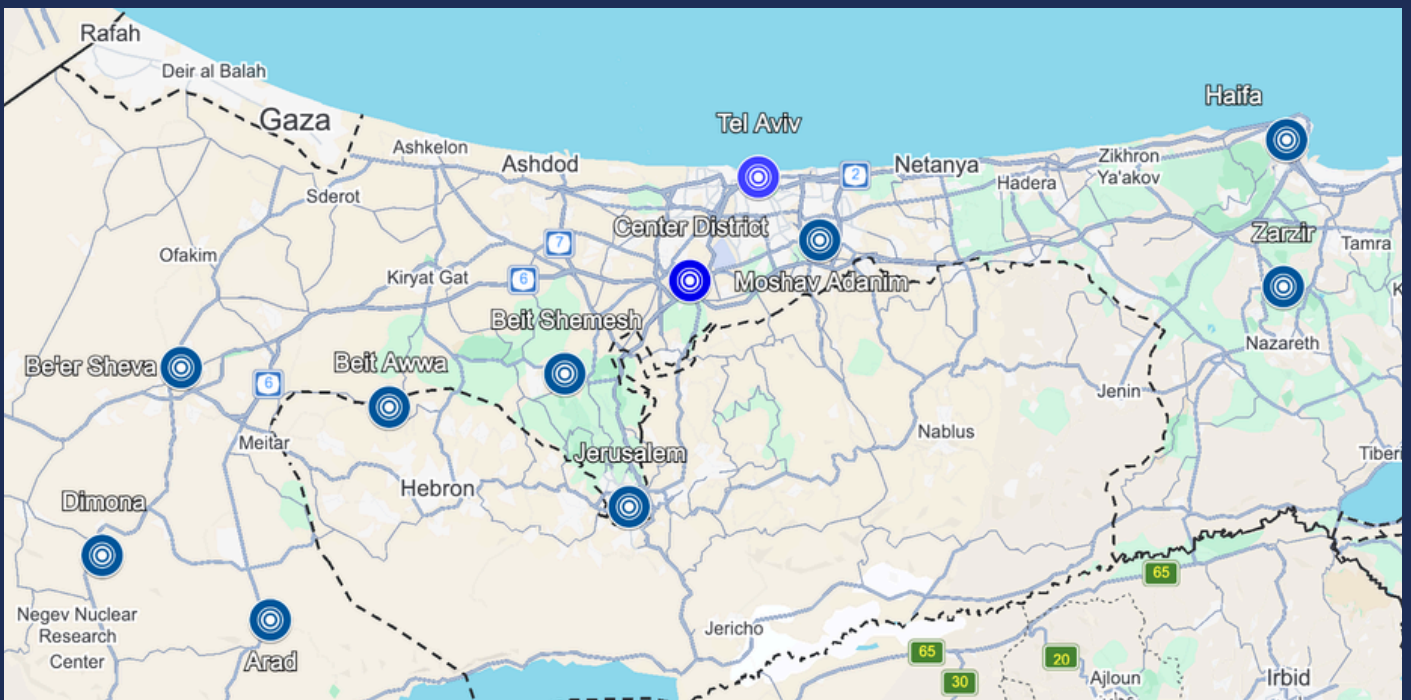 Rafah
Deir al Balah
Gaza
Ashkelon
Ashdod
Sderot
Ofakim
Tel Aviv
2
Netanya
Hadera
Zikhron
Ya'akov
Haifa
Center District
7
6
Kiryat Gat
Moshav Adanim
Zarzir
Tamra
K
Beit Shemesh
Nazareth
Be'er Sheva
6
Beit Awwa
Jenin
Meitar
Nablus
Jerusalem
Tiberi
Hebron
Dimona
65
Negev Nuclear
Research
Center
Arad
Jericho
65
30
20
Ajloun
Irbid